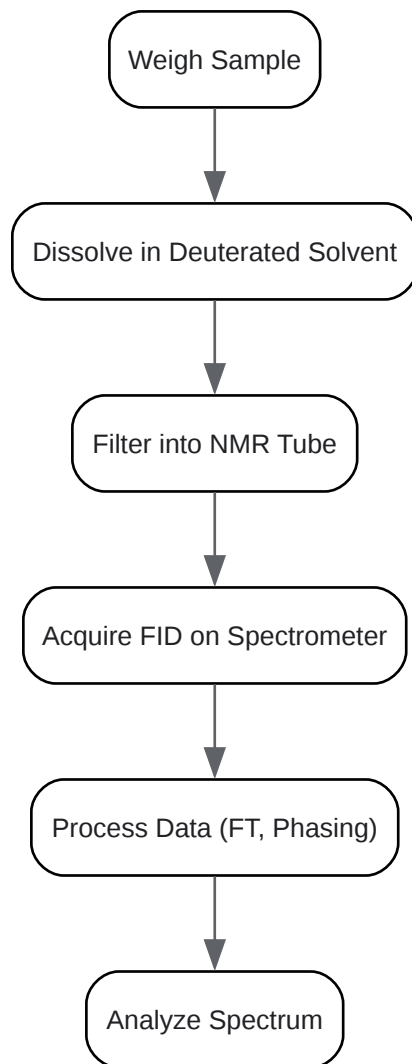 Weigh Sample
Dissolve in Deuterated Solvent
Filter into NMR Tube
Acquire FID on Spectrometer
Process Data (FT, Phasing)
Analyze Spectrum